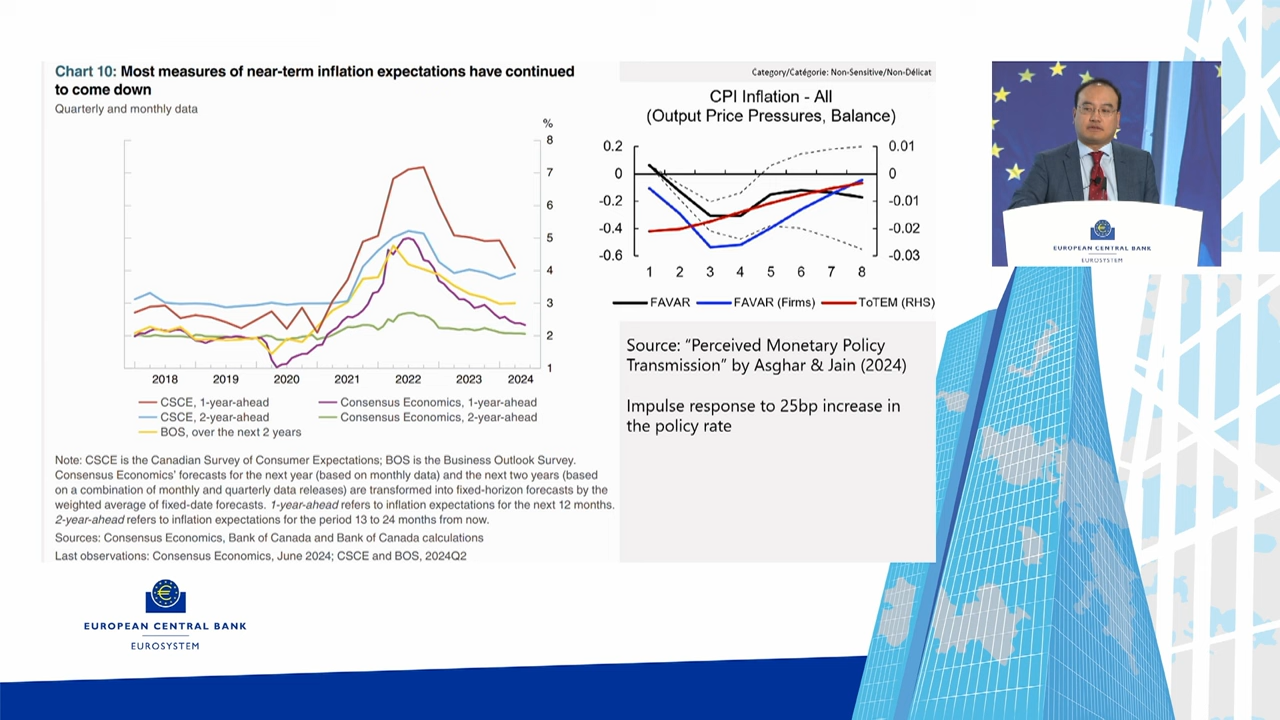 Chart 10: Most measures of near-term inflation expectations have continued
to come down
Quarterly and monthly data
%
8
7
6
5
4
3
2
1
2018 2019 2020 2021 2022 2023 2024
CSCE, 1-year-ahead
Consensus Economics, 1-year-ahead
CSCE, 2-year-ahead
Consensus Economics, 2-year-ahead
BOS, over the next 2 years
Note: CSCE is the Canadian Survey of Consumer Expectations; BOS is the Business Outlook Survey.
Consensus Economics' forecasts for the next year (based on monthly data) and the next two years (based
on a combination of monthly and quarterly data releases) are transformed into fixed-horizon forecasts by the
weighted average of fixed-date forecasts. 1-year-ahead refers to inflation expectations for the next 12 months.
2-year-ahead refers to inflation expectations for the period 13 to 24 months from now.
Sources: Consensus Economics, Bank of Canada and Bank of Canada calculations
Last observations: Consensus Economics, June 2024; CSCE and BOS, 2024Q2
Category/Catégorie: Non-Sensitive/Non-Délicat
CPI Inflation - All
(Output Price Pressures, Balance)
0.2 0.01
0 0
-0.2 -0.01
-0.4 -0.02
-0.6 -0.03
1 2 3 4 5 6 7 8
FAVAR FAVAR (Firms) ToTEM (RHS)
Source: “Perceived Monetary Policy
Transmission” by Asghar & Jain (2024)
Impulse response to 25bp increase in
the policy rate
EUROPEAN CENTRAL BANK
EUROSYSTEM
EUROPEAN CENTRAL BANK
EUROSYSTEM